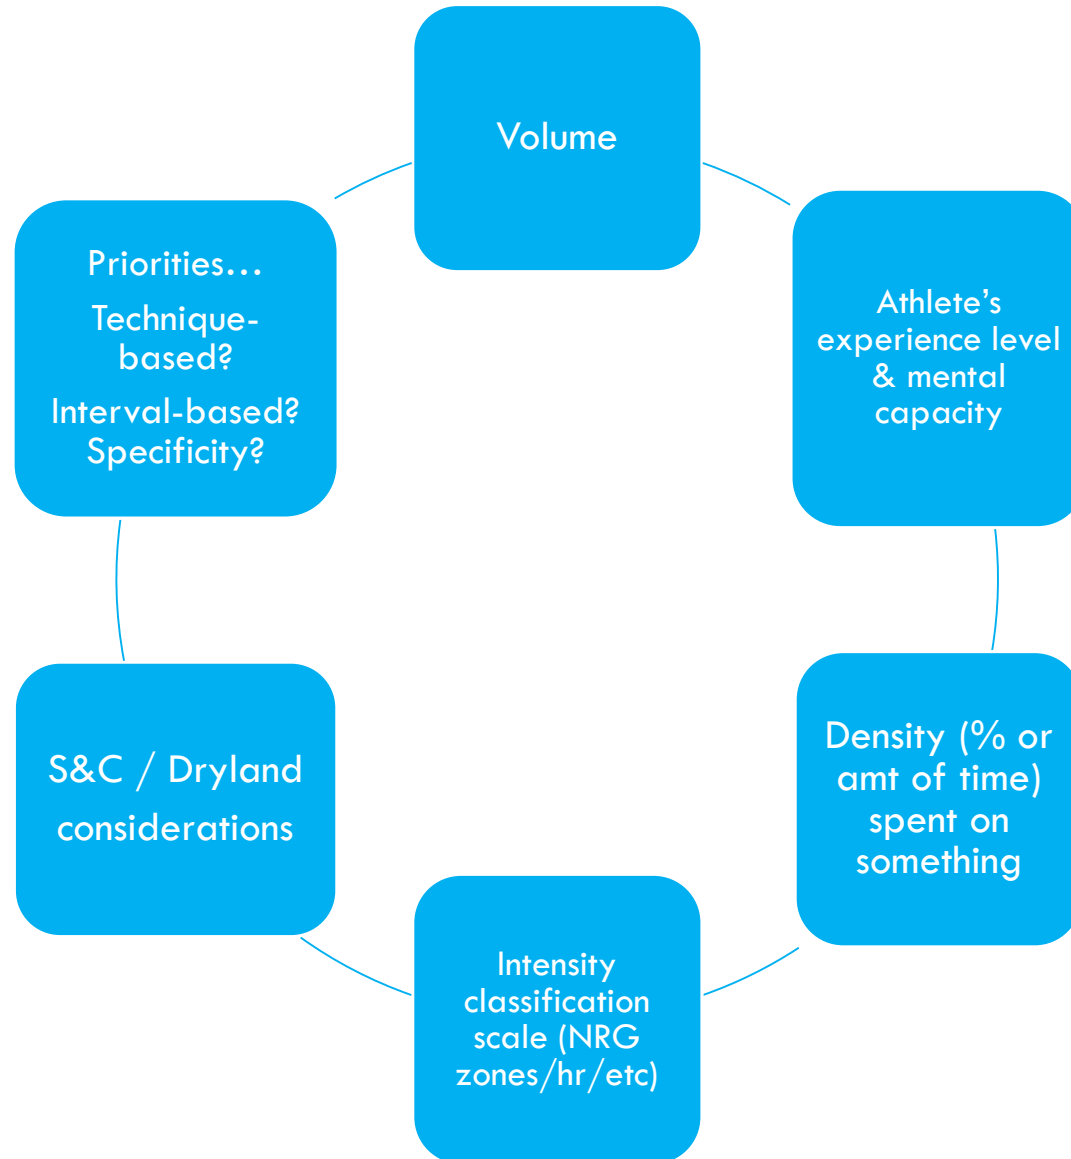 Volume
Athlete’s
experience level
& mental
capacity
Density (% or
amt of time)
spent on
something
Intensity
classification
scale (NRG
zones/hr/etc)
S&C / Dryland
considerations
Priorities…
Technique-
based?
Interval-based?
Specificity?